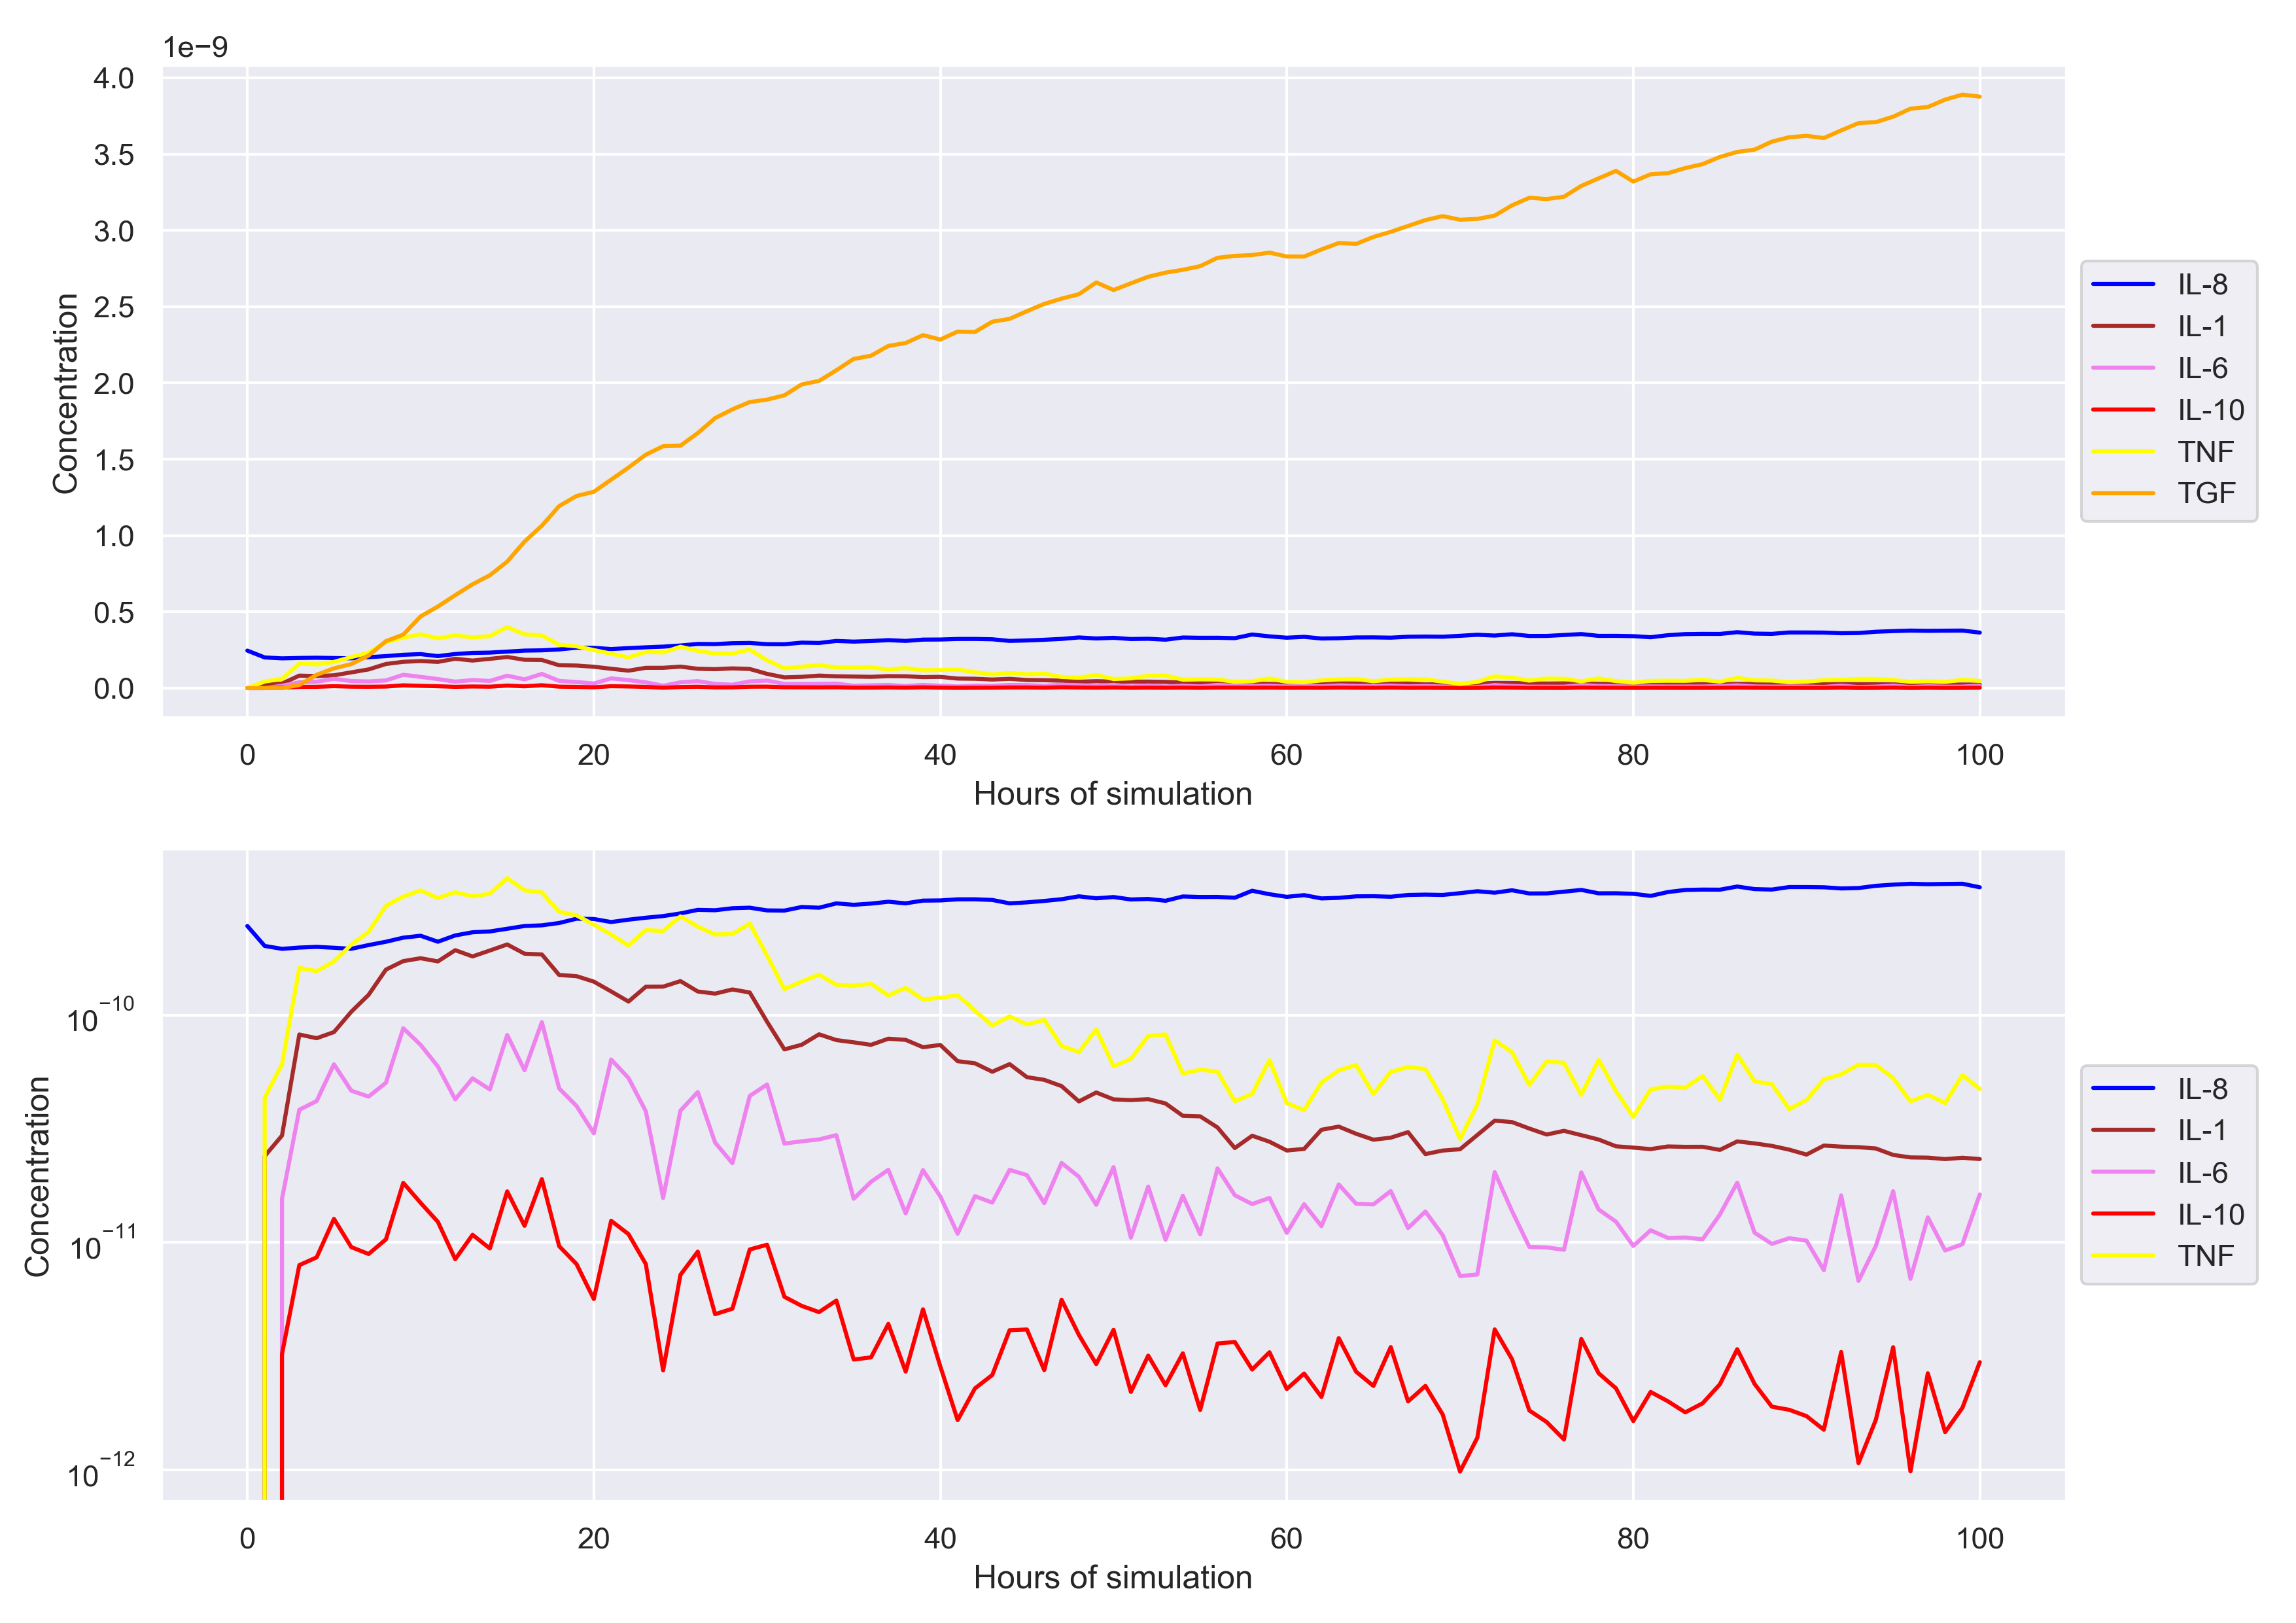 1e−9
4.0
3.5
3.0
2.5
2.0
1.5
1.0
0.5
0.0
Concentration
0 20 40 60 80 100
Hours of simulation
IL-8
IL-1
IL-6
IL-10
TNF
TGF
10⁻¹⁰
10⁻¹¹
10⁻¹²
Concentration
0 20 40 60 80 100
Hours of simulation
IL-8
IL-1
IL-6
IL-10
TNF